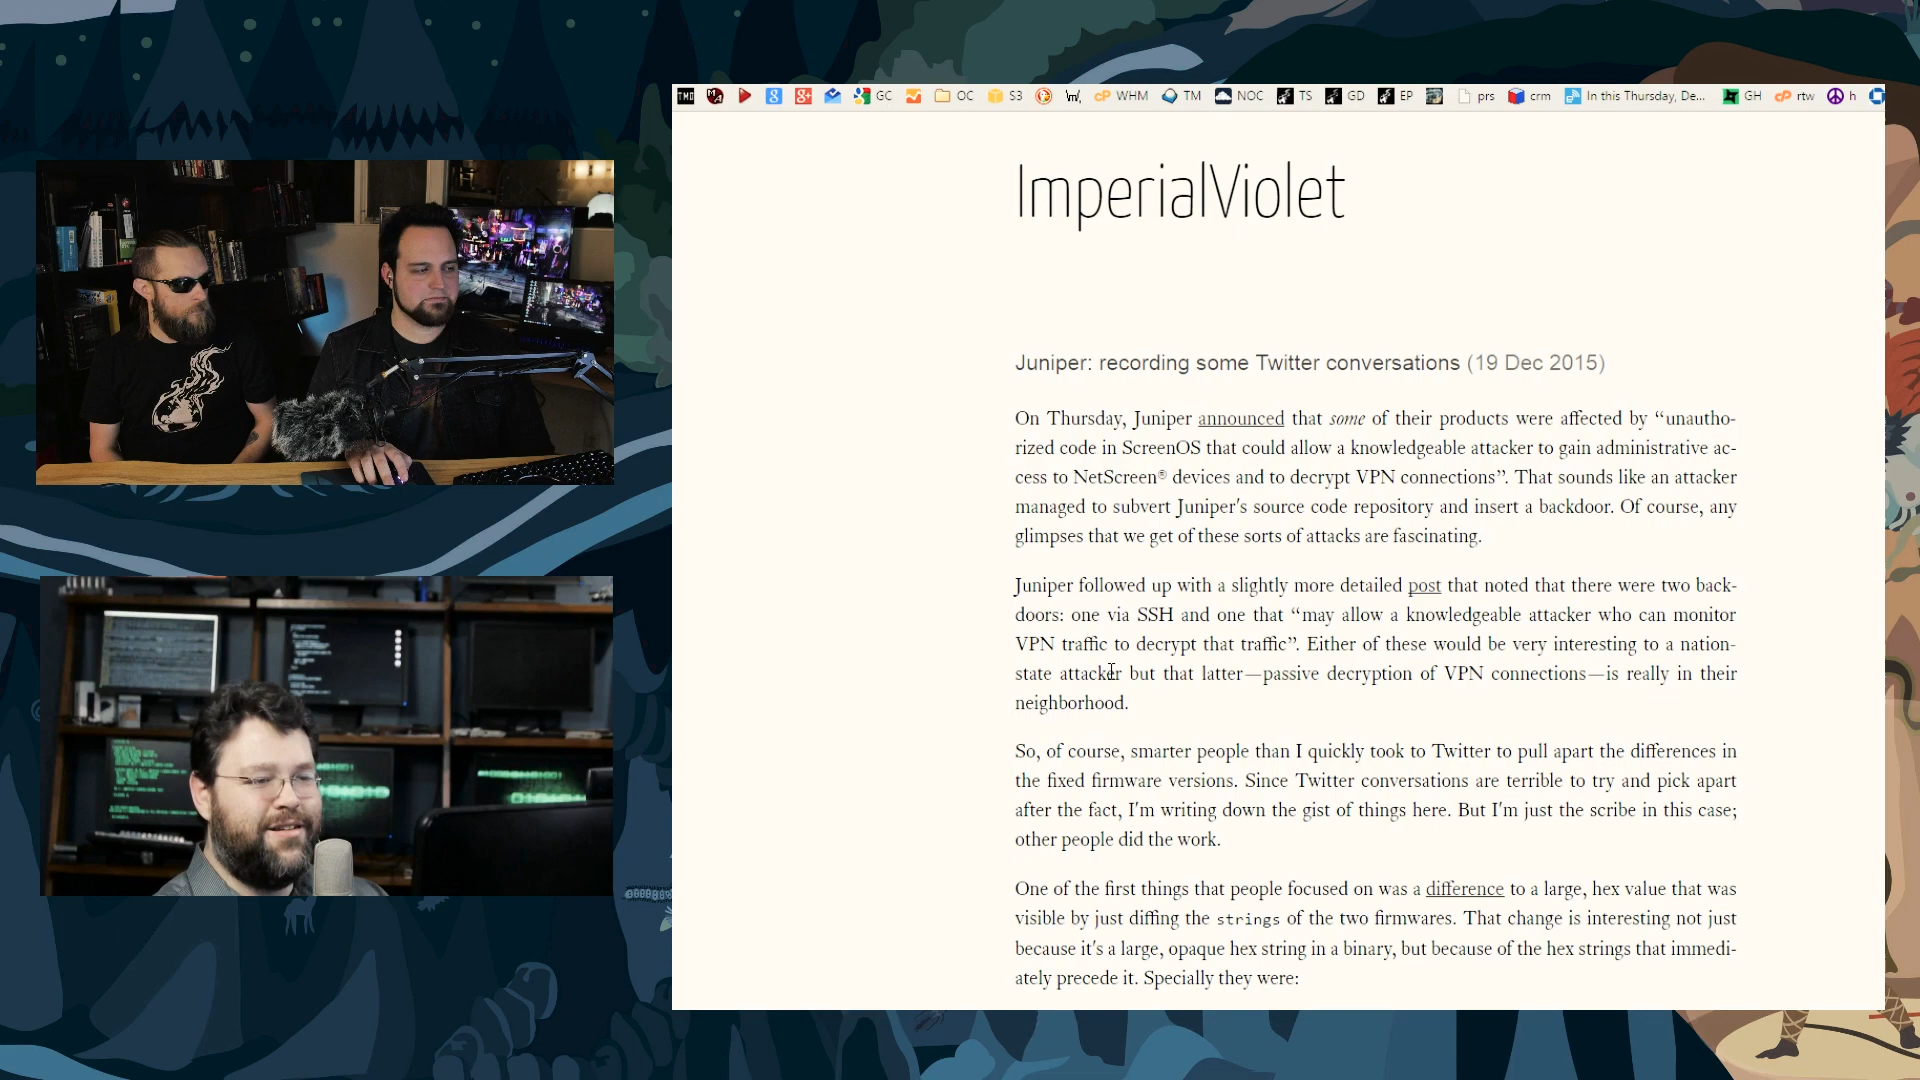 TMD
GC
OC
S3
\m/
cP WHM
TM
NOC
TS
GD
EP
prs
crm
In this Thursday, De...
GH
cP rtw
h
ImperialViolet
Juniper: recording some Twitter conversations (19 Dec 2015)
On Thursday, Juniper announced that some of their products were affected by “unautho-
rized code in ScreenOS that could allow a knowledgeable attacker to gain administrative ac-
cess to NetScreen® devices and to decrypt VPN connections”. That sounds like an attacker
managed to subvert Juniper's source code repository and insert a backdoor. Of course, any
glimpses that we get of these sorts of attacks are fascinating.
Juniper followed up with a slightly more detailed post that noted that there were two back-
doors: one via SSH and one that “may allow a knowledgeable attacker who can monitor
VPN traffic to decrypt that traffic”. Either of these would be very interesting to a nation-
state attacker but that latter—passive decryption of VPN connections—is really in their
neighborhood.
So, of course, smarter people than I quickly took to Twitter to pull apart the differences in
the fixed firmware versions. Since Twitter conversations are terrible to try and pick apart
after the fact, I'm writing down the gist of things here. But I'm just the scribe in this case;
other people did the work.
One of the first things that people focused on was a difference to a large, hex value that was
visible by just diffing the strings of the two firmwares. That change is interesting not just
because it's a large, opaque hex string in a binary, but because of the hex strings that immedi-
ately precede it. Specially they were: